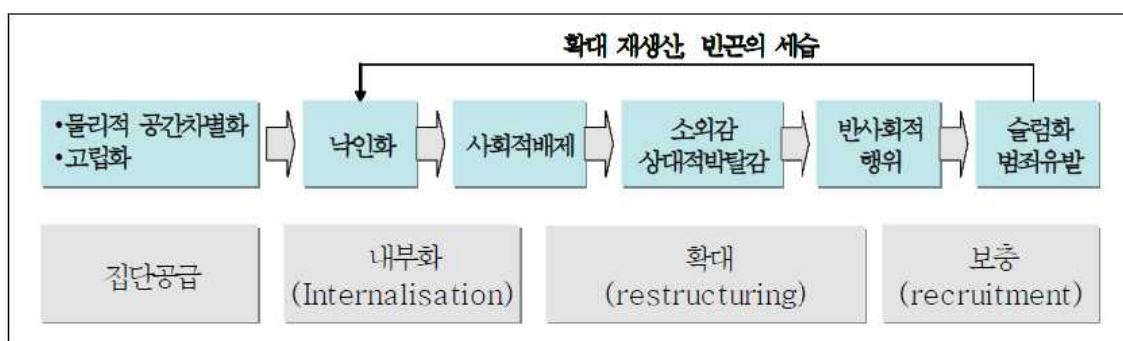 확대 재생산, 빈곤의 세습
•물리적 공간차별화
•고립화
낙인화
사회적배제
소외감
상대적박탈감
반사회적
행위
슬럼화
범죄유발
집단공급
내부화
(Internalisation)
확대
(restructuring)
보충
(recruitment)